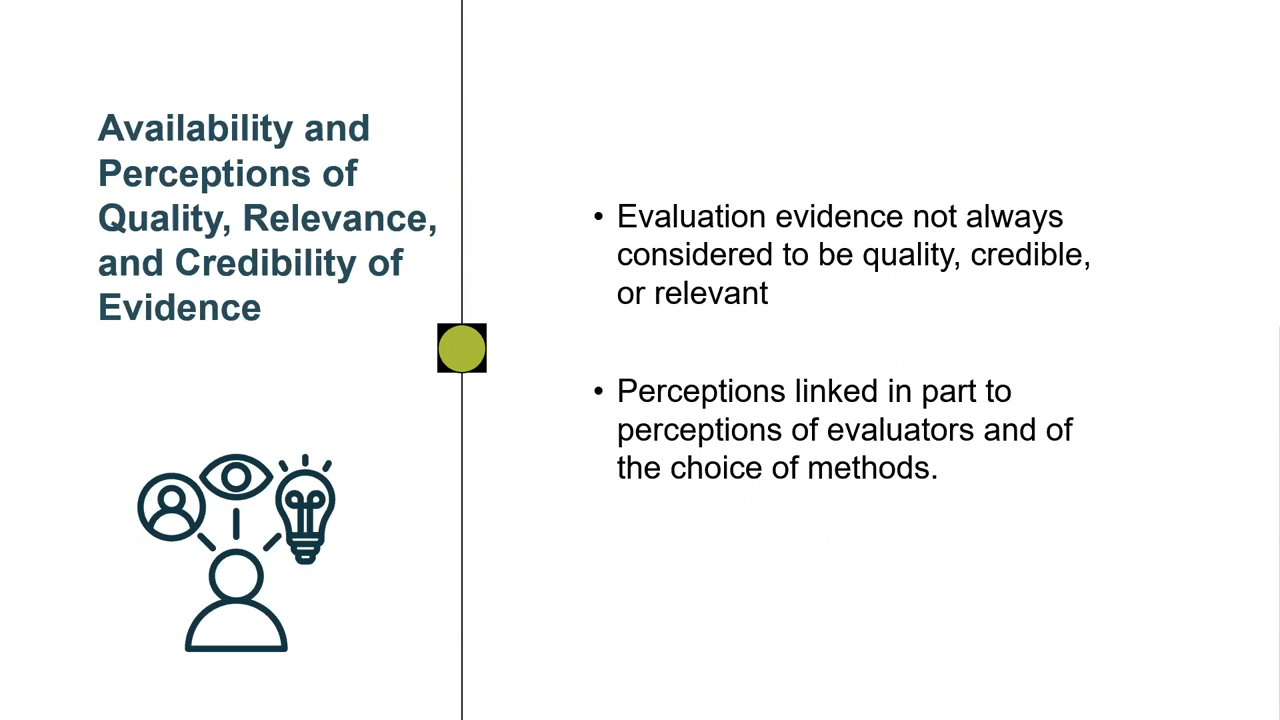 Availability and
Perceptions of
Quality, Relevance,
and Credibility of
Evidence
• Evaluation evidence not always
considered to be quality, credible,
or relevant
• Perceptions linked in part to
perceptions of evaluators and of
the choice of methods.